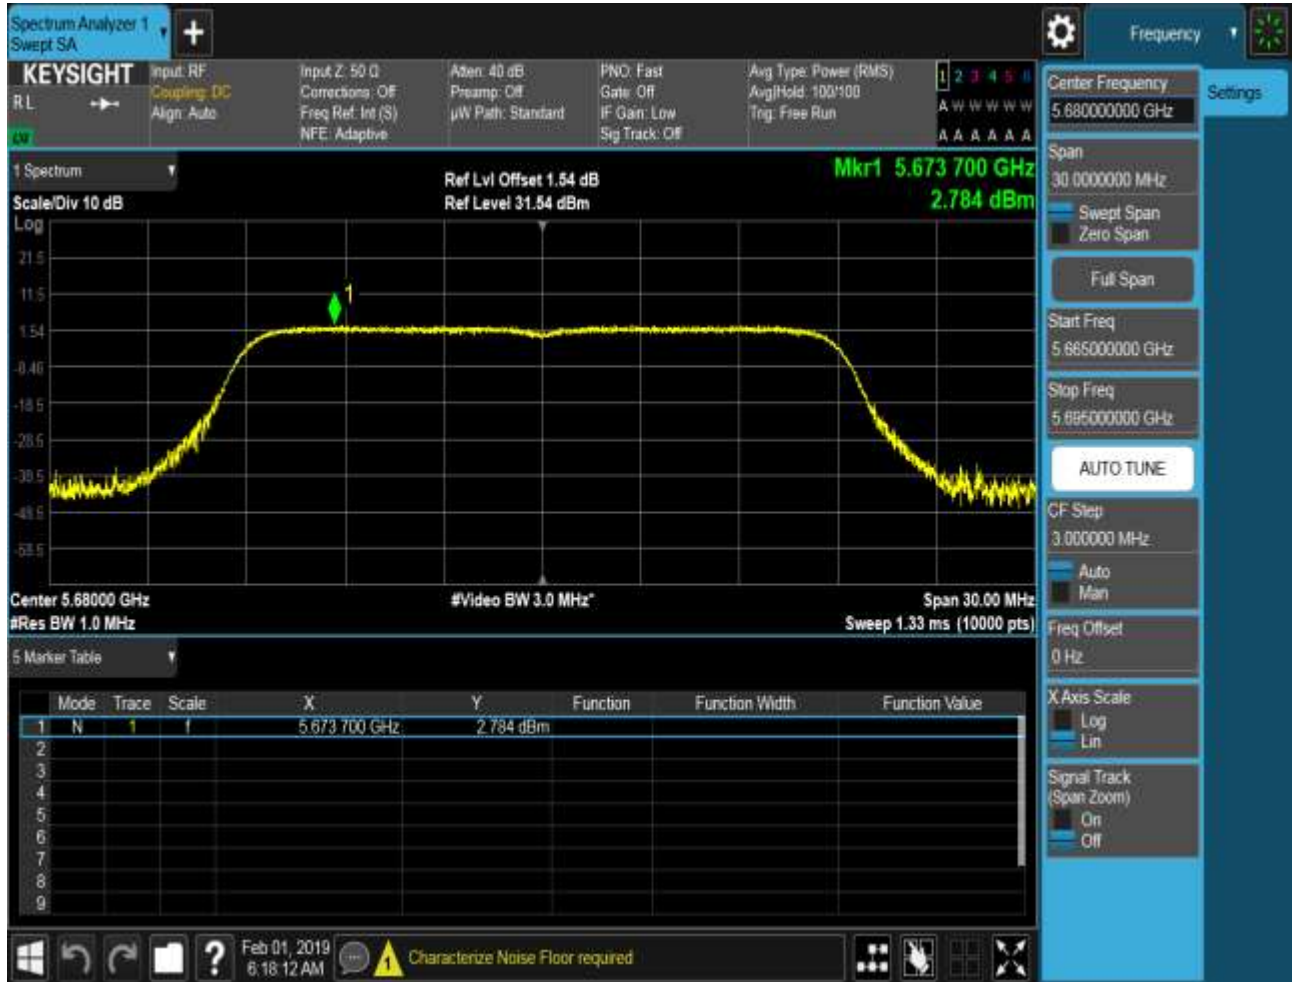 Spectrum Analyzer 1
Swept SA
+
Frequency
KEYSIGHT
R L
Input: RF
Coupling: DC
Align: Auto
Input Z: 50 Ω
Corrections: Off
Freq Ref: Int (S)
NFE: Adaptive
Atten: 40 dB
Preamp: Off
µW Path: Standard
PNO: Fast
Gate: Off
IF Gain: Low
Sig Track: Off
Avg Type: Power (RMS)
Avg|Hold: 100/100
Trig: Free Run
1 2 3 4 5 6
A W W W W W
A A A A A A
1 Spectrum
Scale/Div 10 dB
Ref Lvl Offset 1.54 dB
Ref Level 31.54 dBm
Mkr1 5.673 700 GHz
2.784 dBm
Log
21.5
11.5
1.54
-8.46
-18.5
-28.5
-38.5
-48.5
-58.5
1
Center 5.68000 GHz
#Res BW 1.0 MHz
#Video BW 3.0 MHz*
Span 30.00 MHz
Sweep 1.33 ms (10000 pts)
5 Marker Table
Mode Trace Scale X Y Function Function Width Function Value
1 N 1 f 5.673 700 GHz 2.784 dBm
2
3
4
5
6
7
8
9
Center Frequency
5.680000000 GHz
Settings
Span
30.0000000 MHz
Swept Span
Zero Span
Full Span
Start Freq
5.665000000 GHz
Stop Freq
5.695000000 GHz
AUTO TUNE
CF Step
3.000000 MHz
Auto
Man
Freq Offset
0 Hz
X Axis Scale
Log
Lin
Signal Track
(Span Zoom)
On
Off
?
Feb 01, 2019
6:18:12 AM
1
Characterize Noise Floor required